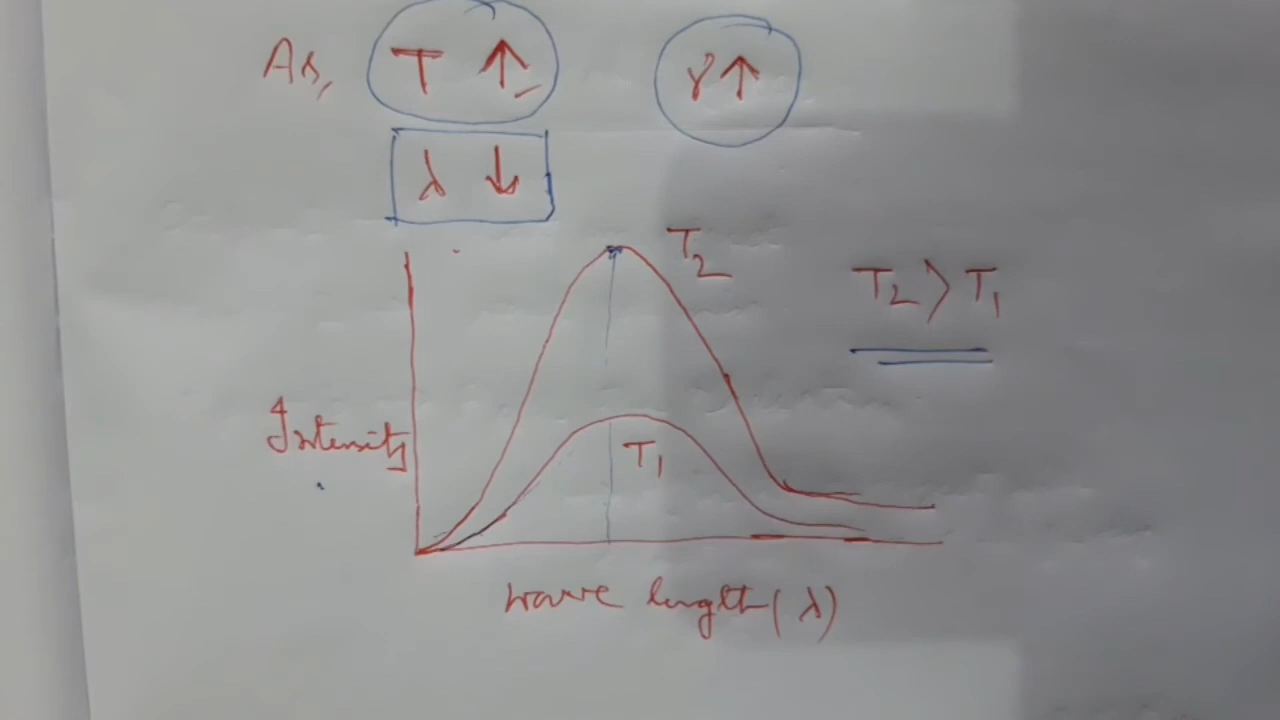 As, T ↑ γ ↑
λ ↓
T2
T2 > T1
Intensity
T1
wave length (λ)